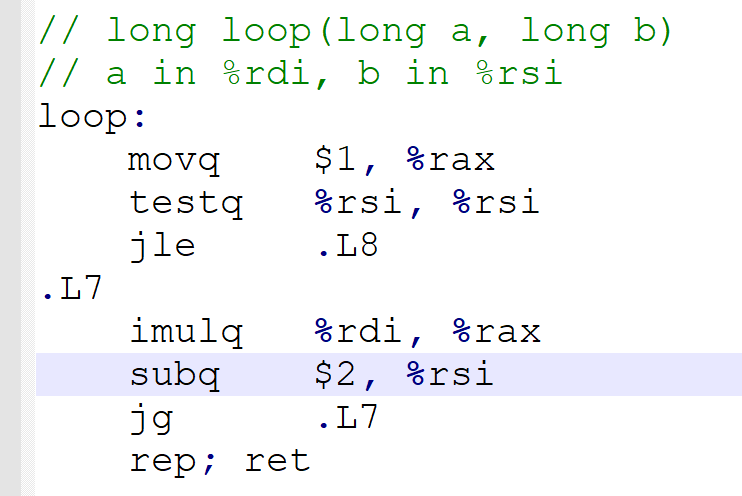 // long loop(long a, long b)
// a in %rdi, b in %rsi
loop:
movq $1, %rax
testq %rsi, %rsi
jle .L8
.L7
imulq %rdi, %rax
subq $2, %rsi
jg .L7
rep; ret